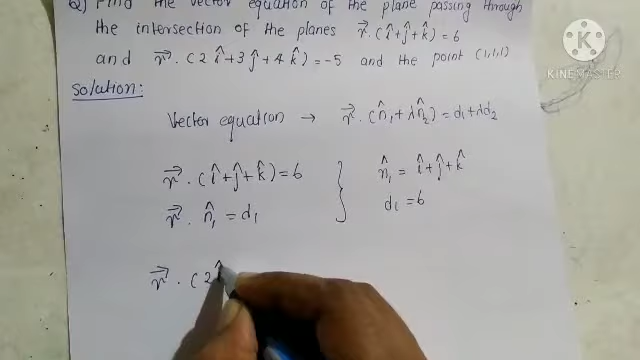 Q) Find the vector equation of the plane passing through
the intersection of the planes r⃗ . (î+ĵ+k̂) = 6
and r⃗ . (2 î+3 ĵ+4 k̂) = -5 and the point (1,1,1)
KINEMASTER
Solution:
Vector equation → r⃗ . (n̂₁+λn̂₂) = d₁+λd₂
r⃗ . (î+ĵ+k̂) = 6 } n̂₁ = î+ĵ+k̂
r⃗ . n̂₁ = d₁ d₁ = 6
r⃗ . (2î